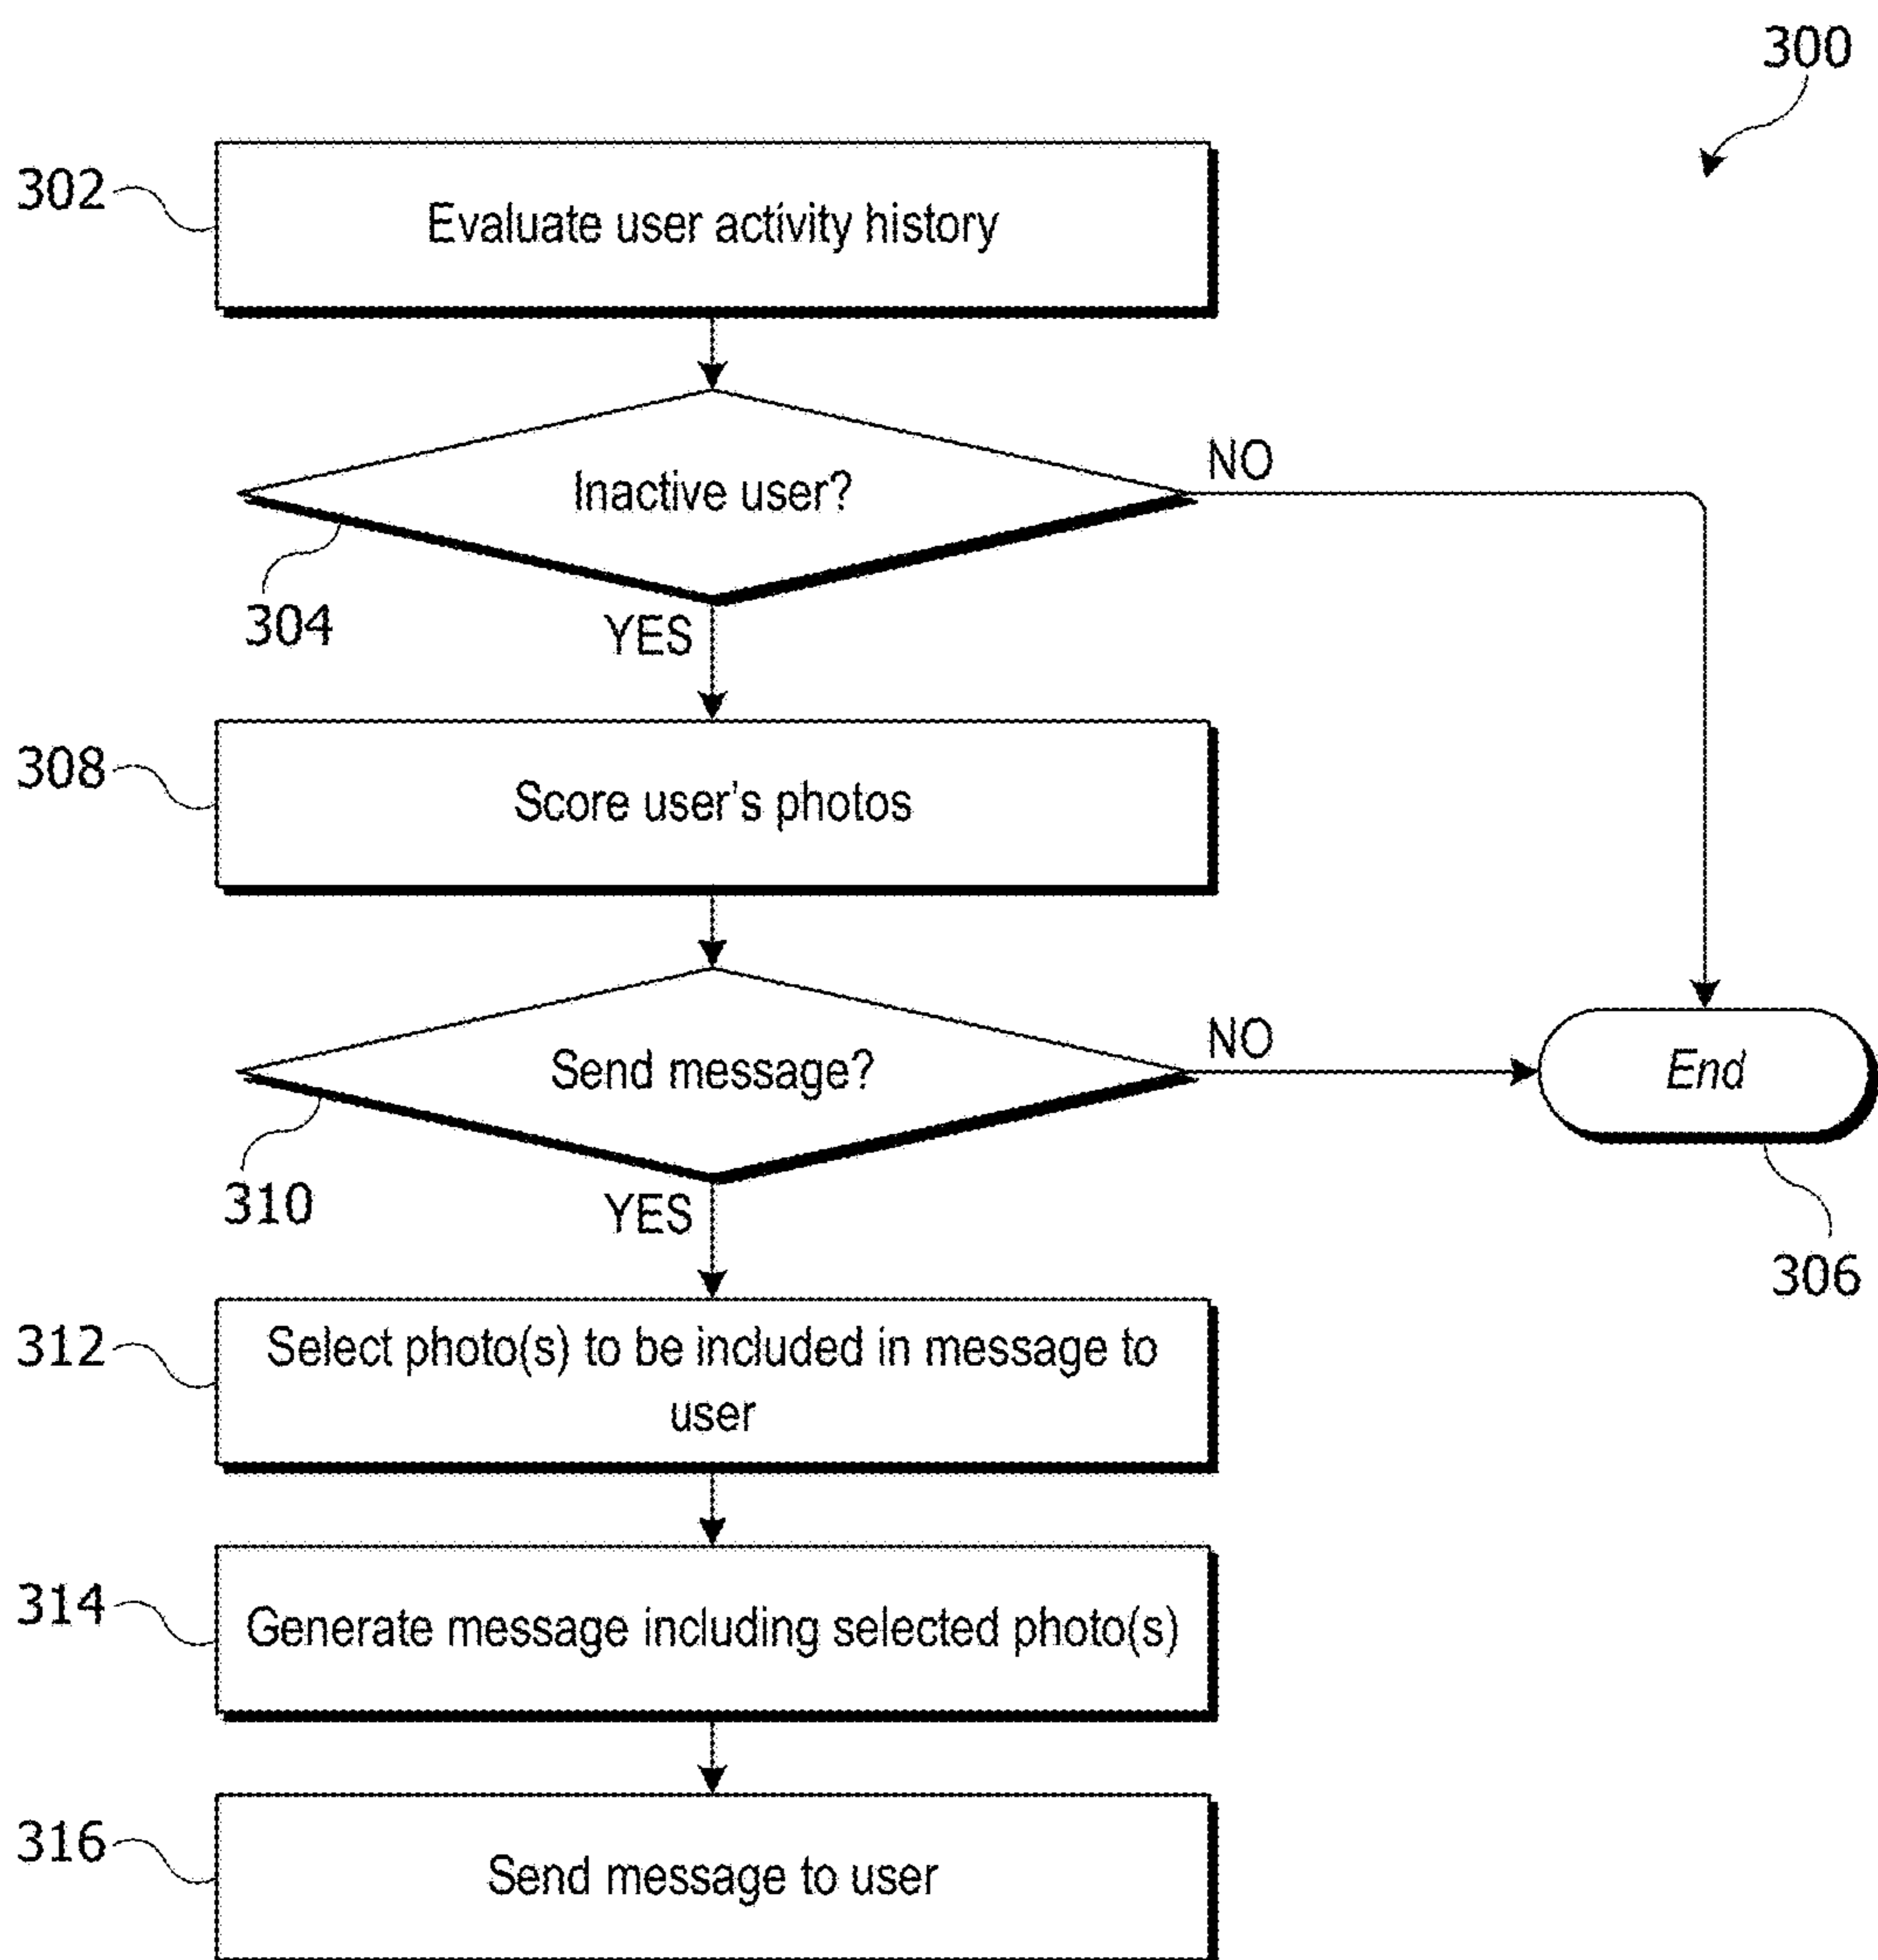 300
302
Evaluate user activity history
Inactive user?
NO
304
YES
308
Score user's photos
Send message?
NO
End
310
YES
306
312
Select photo(s) to be included in message to
user
314
Generate message including selected photo(s)
316
Send message to user